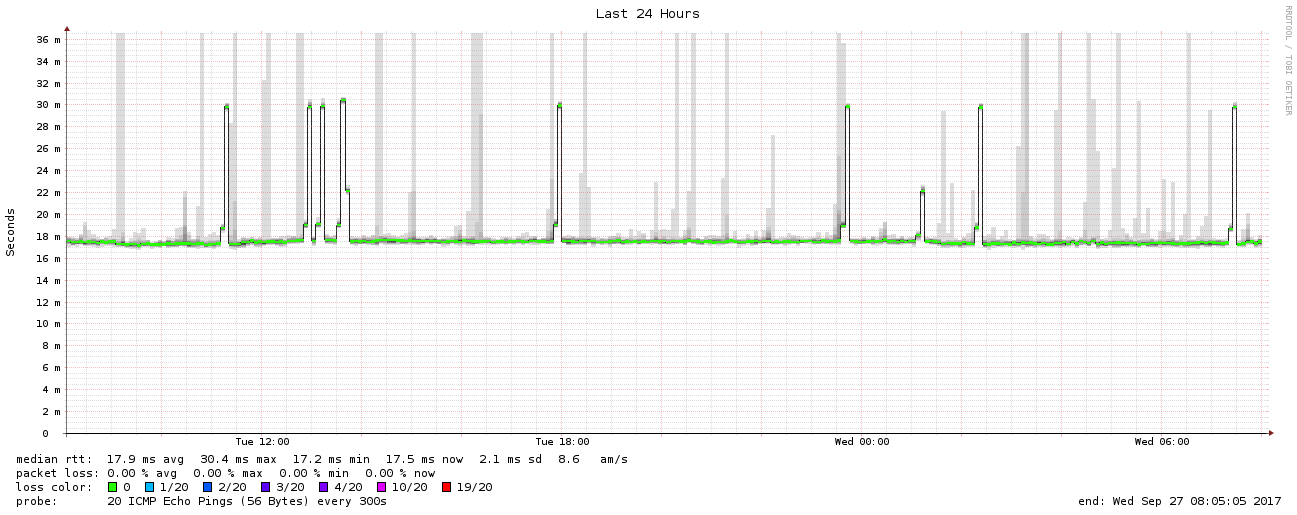 Last 24 Hours
RRDTOOL / TOBI OETIKER
Seconds
36 m
34 m
32 m
30 m
28 m
26 m
24 m
22 m
20 m
18 m
16 m
14 m
12 m
10 m
8 m
6 m
4 m
2 m
0
Tue 12:00 Tue 18:00 Wed 00:00 Wed 06:00
median rtt: 17.9 ms avg 30.4 ms max 17.2 ms min 17.5 ms now 2.1 ms sd 8.6 am/s
packet loss: 0.00 % avg 0.00 % max 0.00 % min 0.00 % now
loss color: 0 1/20 2/20 3/20 4/20 10/20 19/20
probe: 20 ICMP Echo Pings (56 Bytes) every 300s end: Wed Sep 27 08:05:05 2017